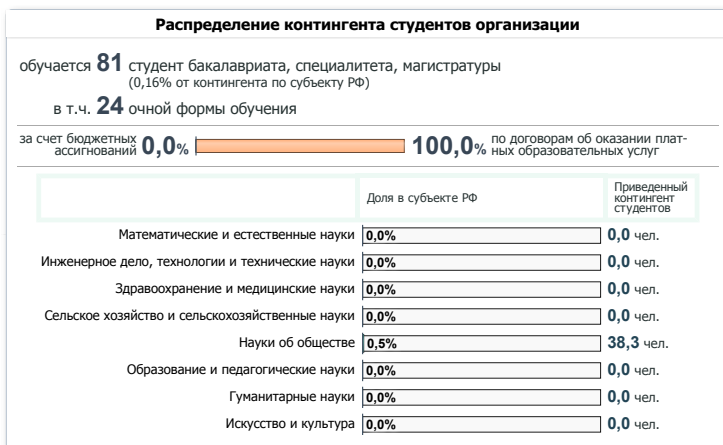 Распределение контингента студентов организации
обучается 81 студент бакалавриата, специалитета, магистратуры
(0,16% от контингента по субъекту РФ)
в т.ч. 24 очной формы обучения
за счет бюджетных
ассигнований 0,0% 100,0% по договорам об оказании плат-
ных образовательных услуг
Доля в субъекте РФ
Приведенный
контингент
студентов
Математические и естественные науки 0,0% 0,0 чел.
Инженерное дело, технологии и технические науки 0,0% 0,0 чел.
Здравоохранение и медицинские науки 0,0% 0,0 чел.
Сельское хозяйство и сельскохозяйственные науки 0,0% 0,0 чел.
Науки об обществе 0,5% 38,3 чел.
Образование и педагогические науки 0,0% 0,0 чел.
Гуманитарные науки 0,0% 0,0 чел.
Искусство и культура 0,0% 0,0 чел.